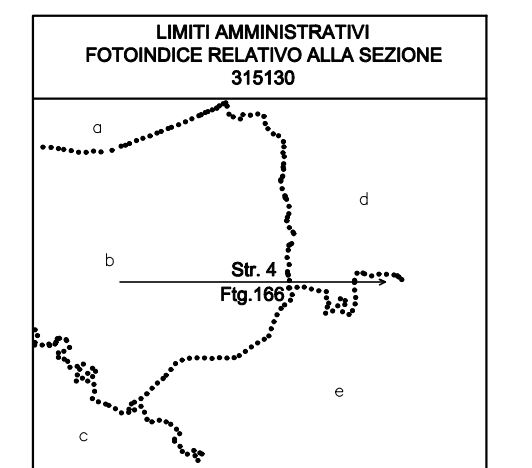 LIMITI AMMINISTRATIVI
FOTOINDICE RELATIVO ALLA SEZIONE
315130
a
d
b
Str. 4
Ftg.166
e
c